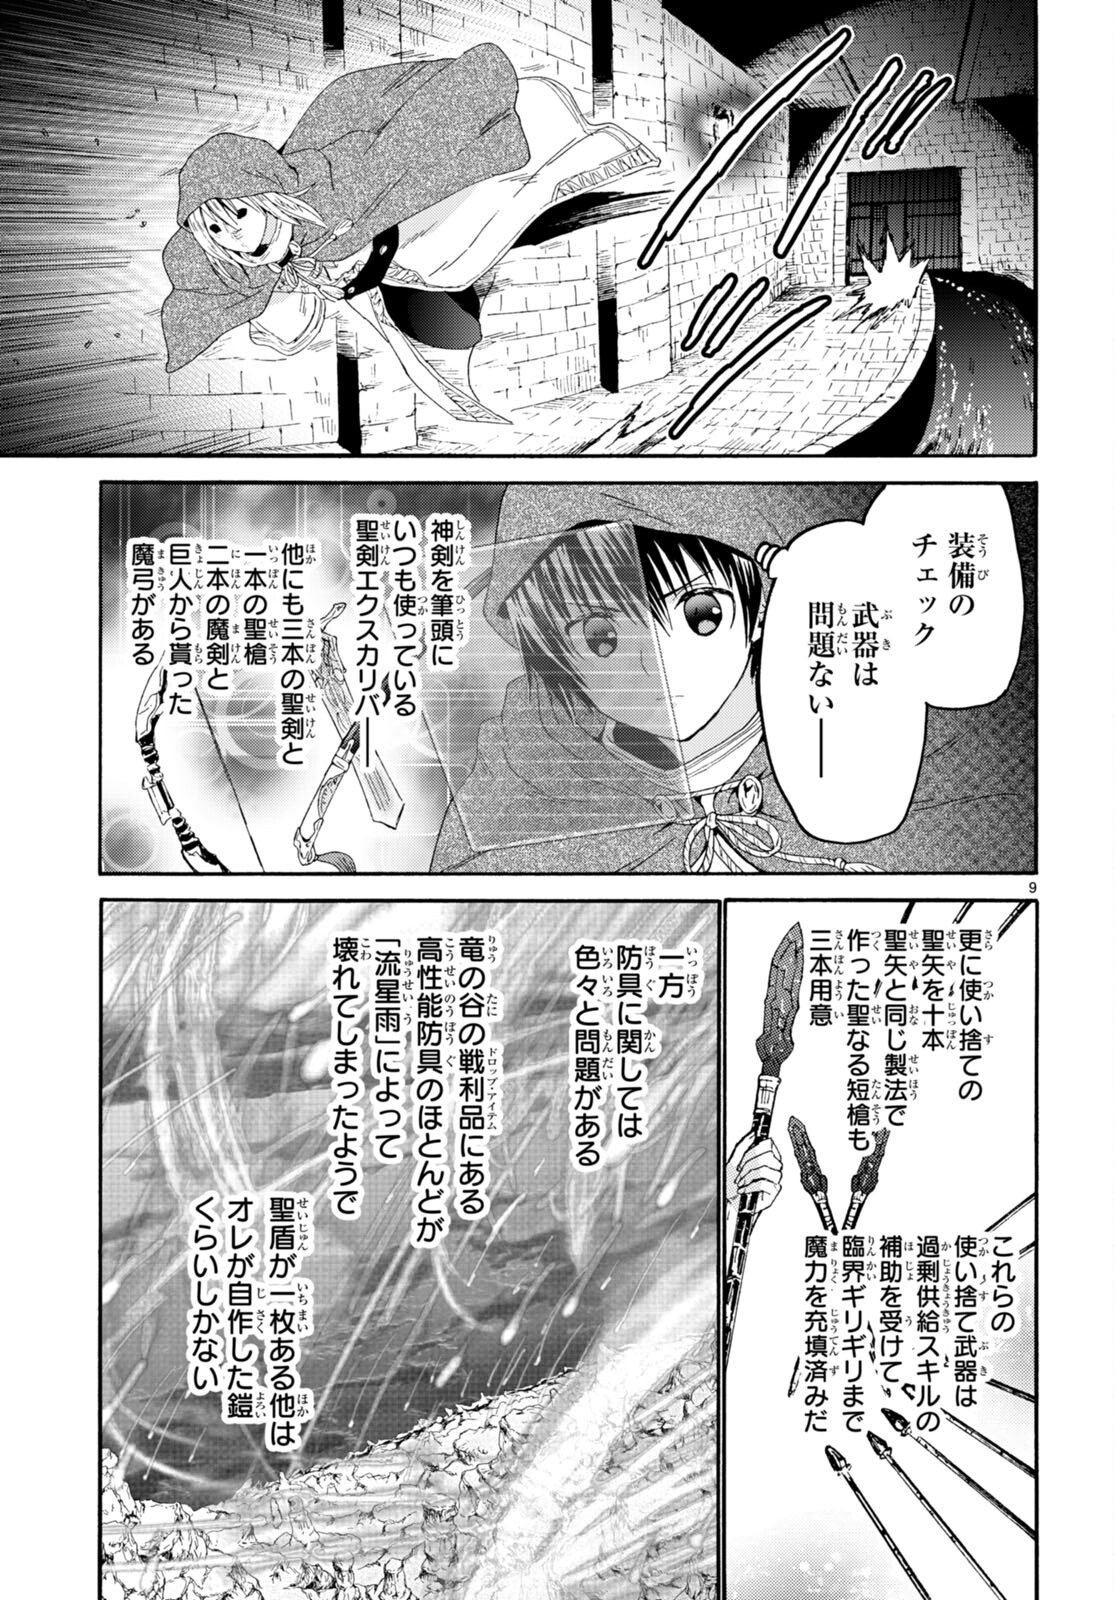 装備の
チェック
武器は
問題ない――
神剣を筆頭に
いつも使っている
聖剣エクスカリバー――
他にも三本の聖剣と
一本の聖槍
二本の魔剣と
巨人から貰った
魔弓がある
9
更に使い捨ての
聖矢を十本
聖矢と同じ製法で
作った聖なる短槍も
三本用意
これらの
使い捨て武器は
過剰供給スキルの
補助を受けて
臨界ギリギリまで
魔力を充填済みだ
一方
防具に関しては
色々と問題がある
竜の谷の戦利品にある
高性能防具のほとんどが
「流星雨」によって
壊れてしまったようで
聖盾が一枚ある他は
オレが自作した鎧
くらいしかない